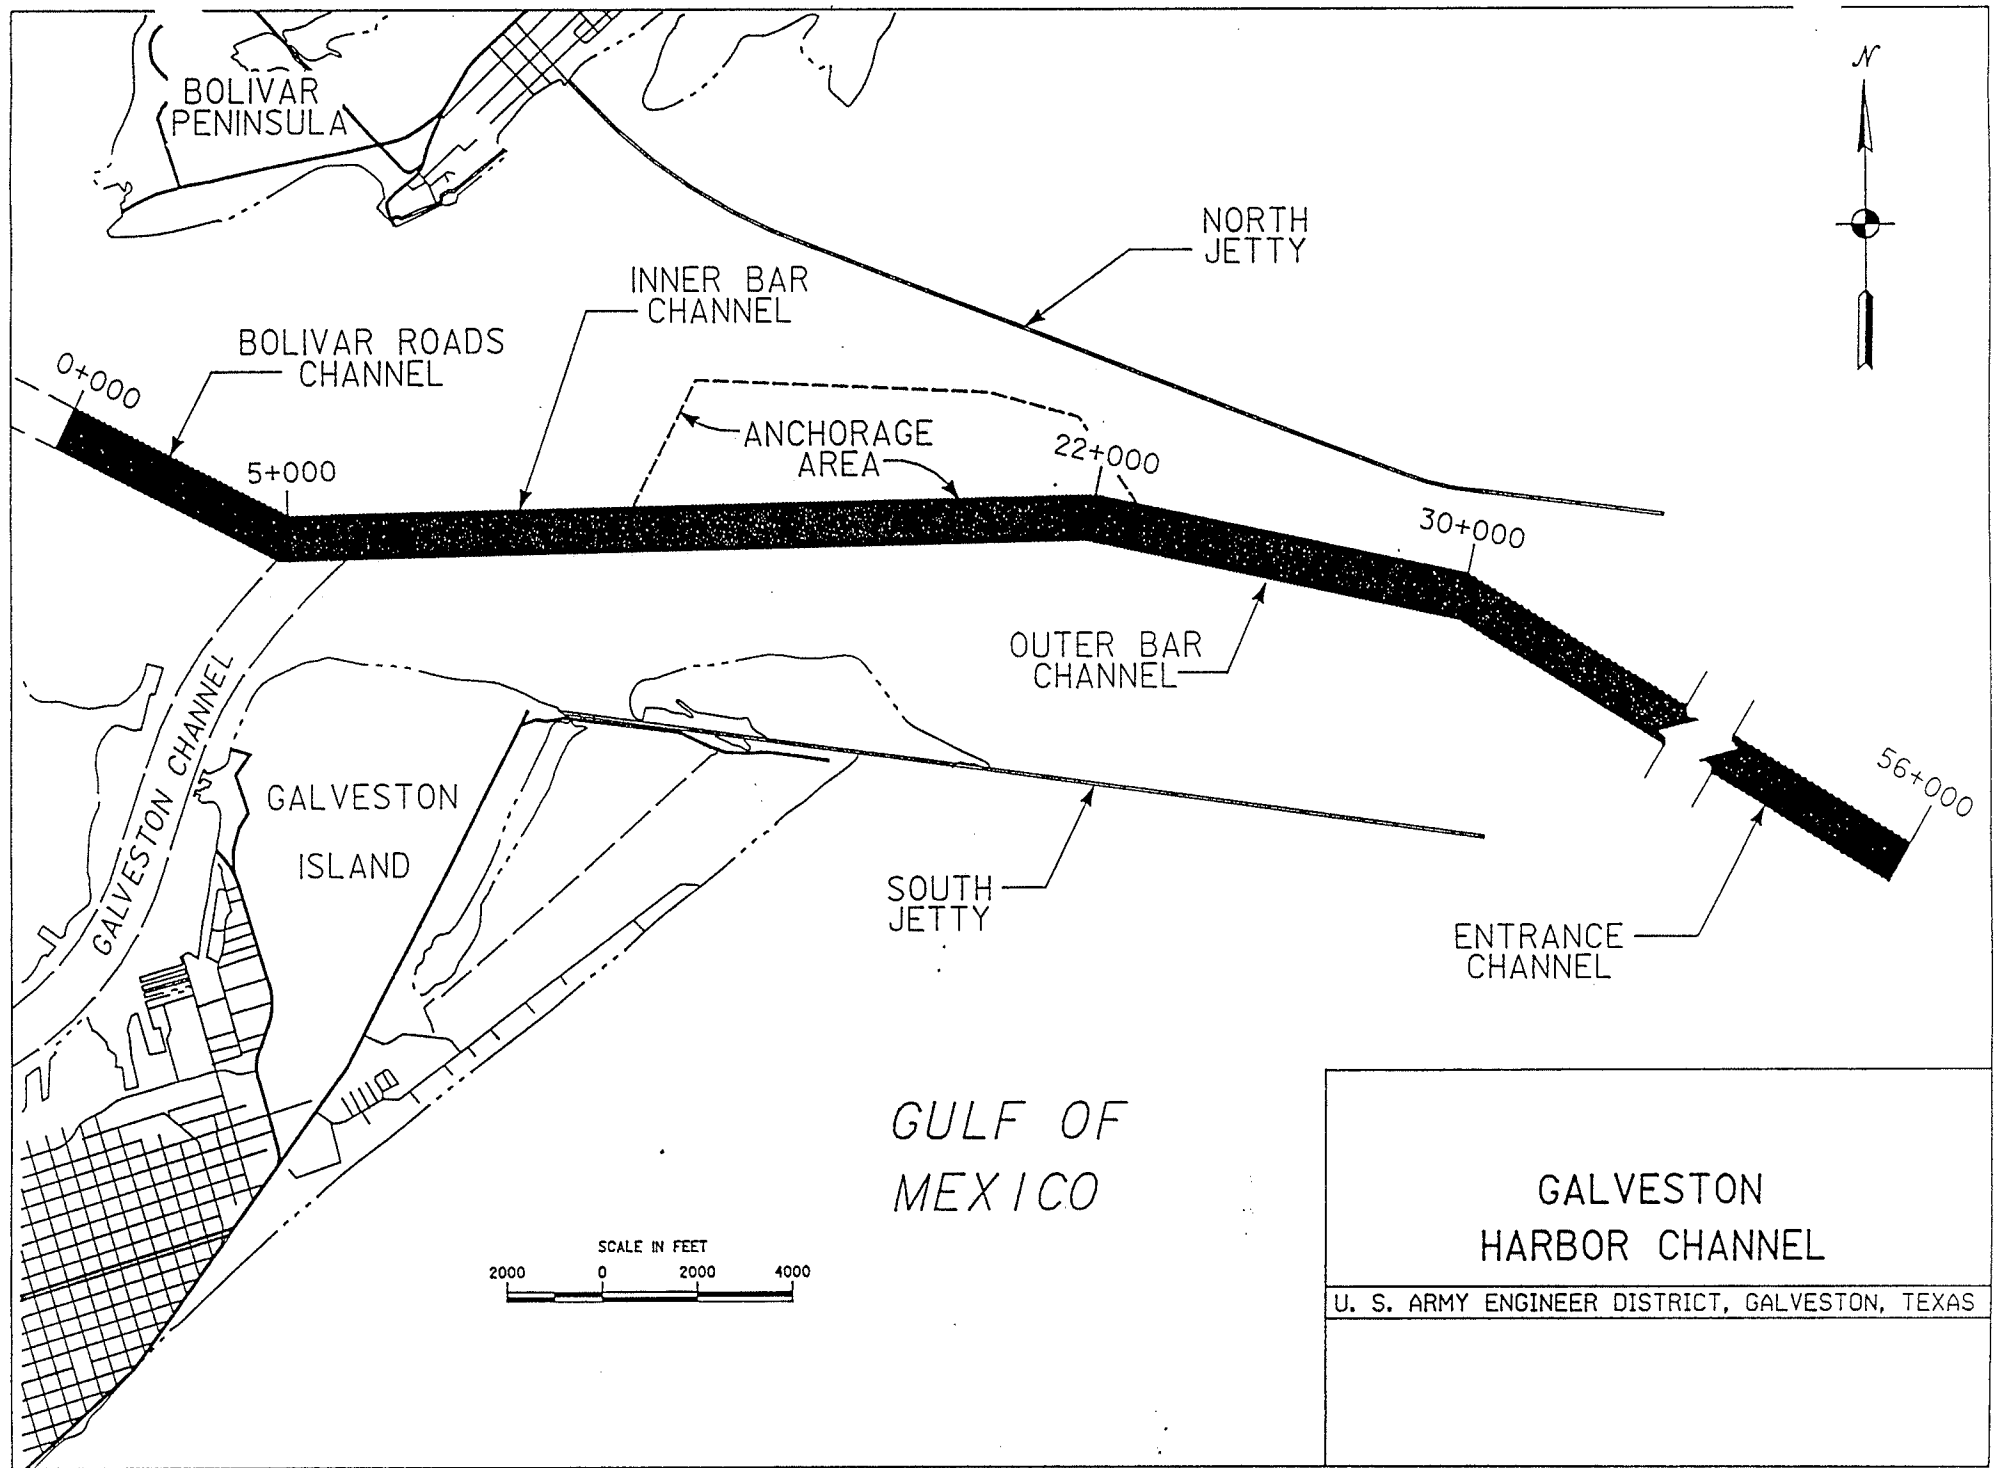 N
BOLIVAR
PENINSULA
NORTH
JETTY
INNER BAR
CHANNEL
BOLIVAR ROADS
CHANNEL
0+000
ANCHORAGE
AREA
22+000
5+000
30+000
OUTER BAR
CHANNEL
GALVESTON CHANNEL
GALVESTON
ISLAND
56+000
SOUTH
JETTY
ENTRANCE
CHANNEL
GULF OF
MEXICO
SCALE IN FEET
2000 0 2000 4000
GALVESTON
HARBOR CHANNEL
U. S. ARMY ENGINEER DISTRICT, GALVESTON, TEXAS